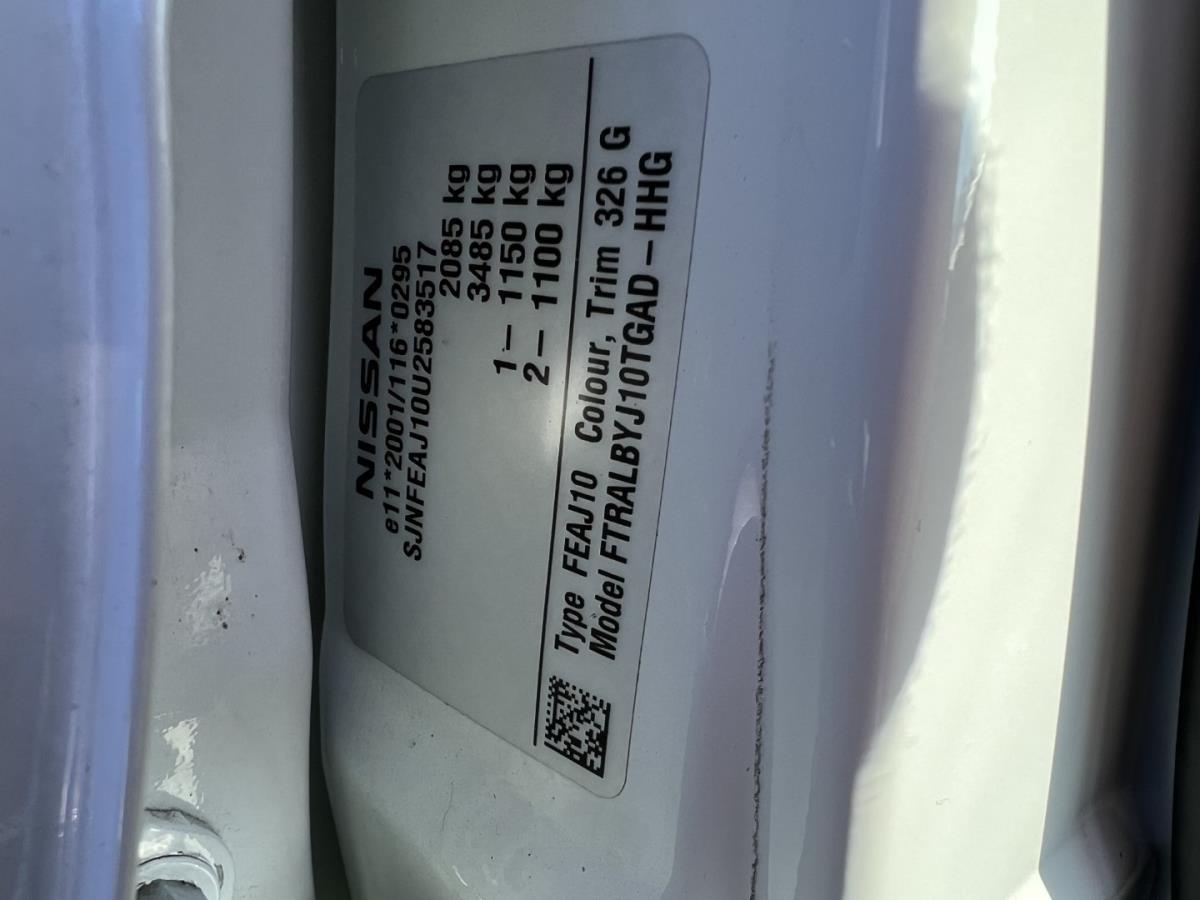 NISSAN
e11*2001/116*0295
SJNFEAJ10U2583517
2085 kg
3485 kg
1 – 1150 kg
2 – 1100 kg
Type FEAJ10 Colour, Trim 326 G
Model FTRALBYJ10TGAD – HHG